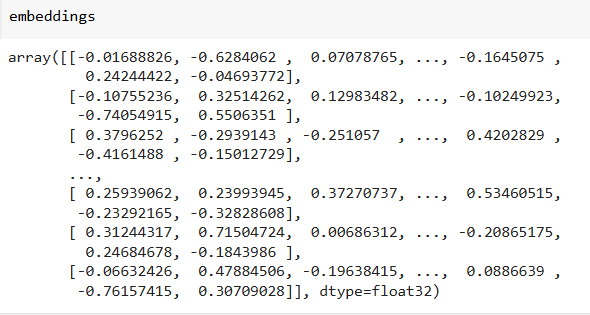 embeddings
array([[-0.01688826, -0.6284062 ,  0.07078765, ..., -0.1645075 ,
         0.24244422, -0.04693772],
       [-0.10755236,  0.32514262,  0.12983482, ..., -0.10249923,
        -0.74054915,  0.5506351 ],
       [ 0.3796252 , -0.2939143 , -0.251057  , ...,  0.4202829 ,
        -0.4161488 , -0.15012729],
       ...,
       [ 0.25939062,  0.23993945,  0.37270737, ...,  0.53460515,
        -0.23292165, -0.32828608],
       [ 0.31244317,  0.71504724,  0.00686312, ..., -0.20865175,
         0.24684678, -0.1843986 ],
       [-0.06632426,  0.47884506, -0.19638415, ...,  0.0886639 ,
        -0.76157415,  0.30709028]], dtype=float32)